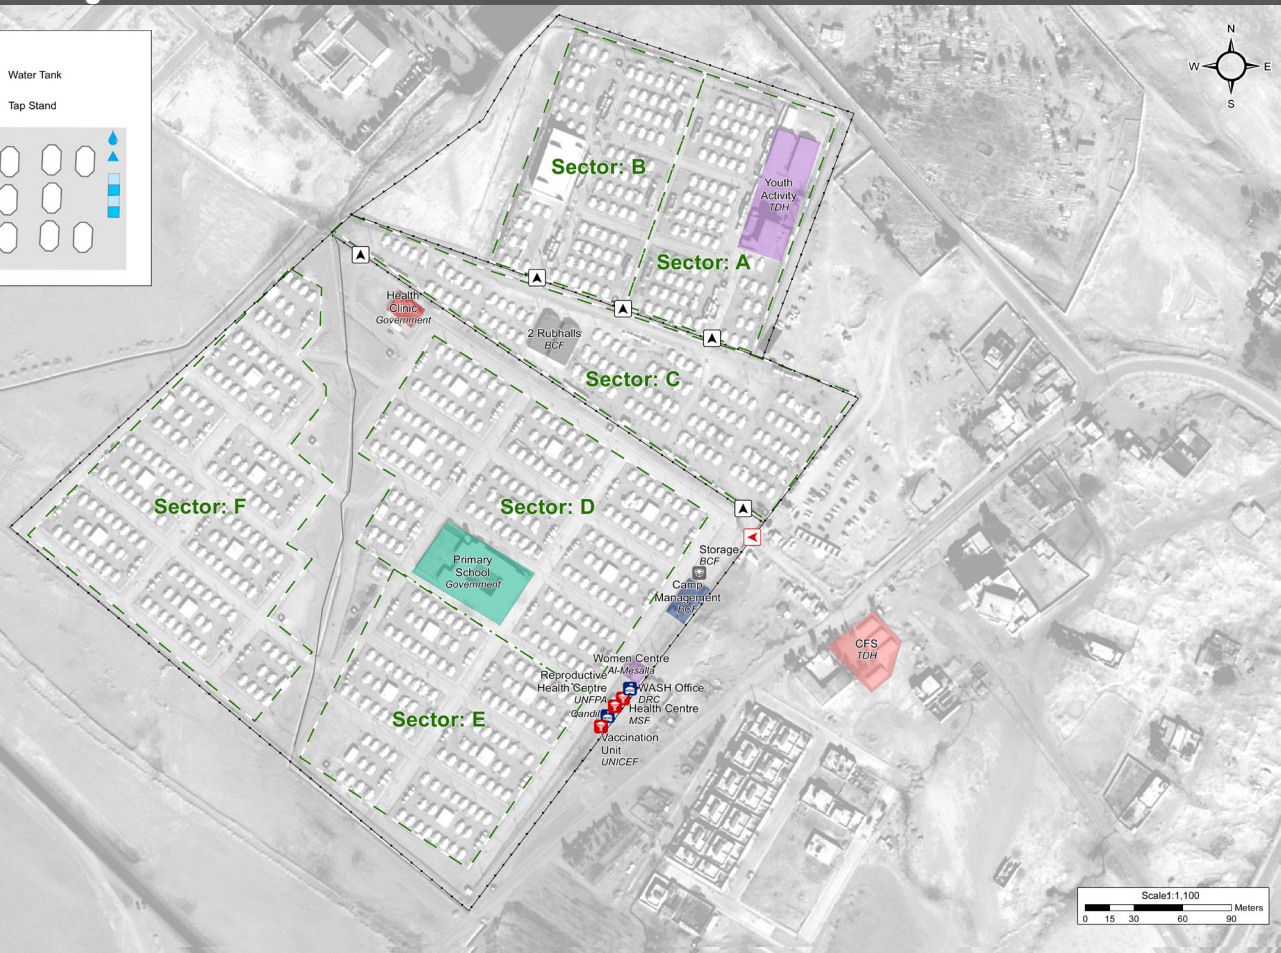 Water Tank
Tap Stand
N
W
E
S
Sector: B
Youth
Activity
TDH
Sector: A
Health
Clinic
Government
2 Rubhalls
BCF
Sector: C
Sector: F
Sector: D
Primary
School
Government
Storage
BCF
Camp
Management
BCF
CFS
TDH
Women Centre
Al-Mesalla
Reproductive
Health Centre
UNFPA
WASH Office
DRC
Qandil
Health Centre
MSF
Sector: E
Vaccination
Unit
UNICEF
Scale1:1,100
Meters
0 15 30 60 90